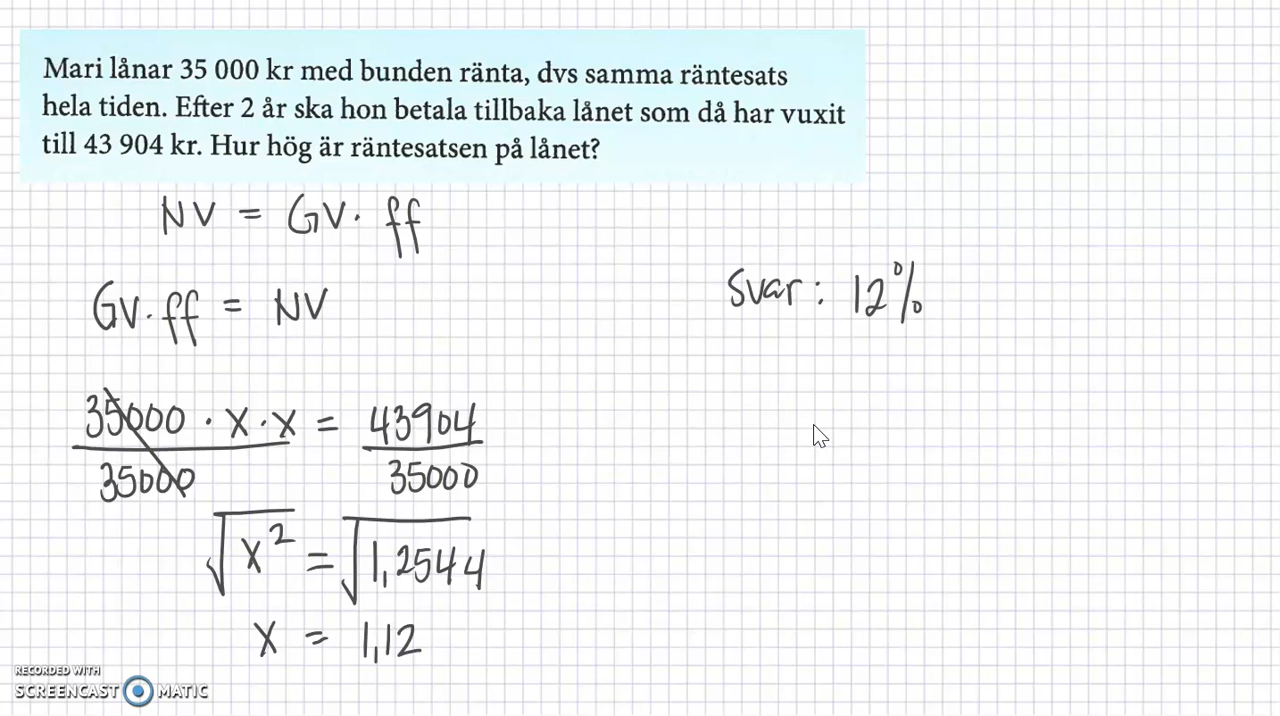 Mari lånar 35 000 kr med bunden ränta, dvs samma räntesats
hela tiden. Efter 2 år ska hon betala tillbaka lånet som då har vuxit
till 43 904 kr. Hur hög är räntesatsen på lånet?
NV = GV · ff
GV · ff = NV
Svar: 12%
35000 · x · x = 43904
35000 35000
√x² = √1,2544
x = 1,12
RECORDED WITH
SCREENCAST MATIC